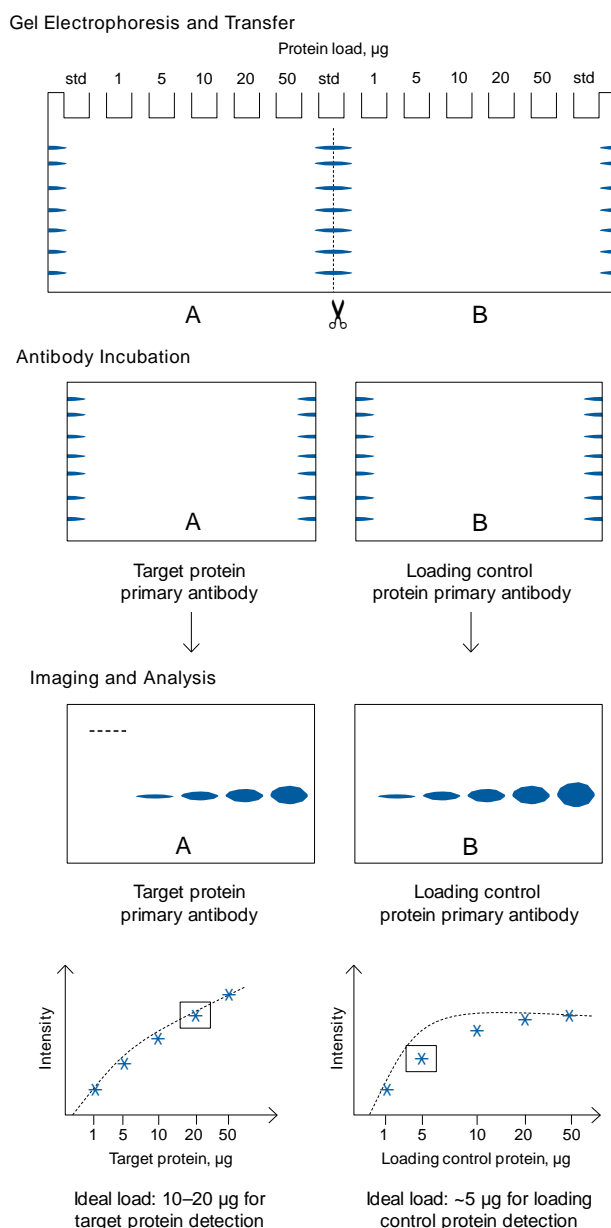 Gel Electrophoresis and Transfer
Protein load, µg
std 1 5 10 20 50 std 1 5 10 20 50 std
A B
Antibody Incubation
A B
Target protein
primary antibody
Loading control
protein primary antibody
Imaging and Analysis
A B
Target protein
primary antibody
Loading control
protein primary antibody
Intensity
1 5 10 20 50
Target protein, µg
Intensity
1 5 10 20 50
Loading control protein, µg
Ideal load: 10–20 µg for
target protein detection
Ideal load: ~5 µg for loading
control protein detection